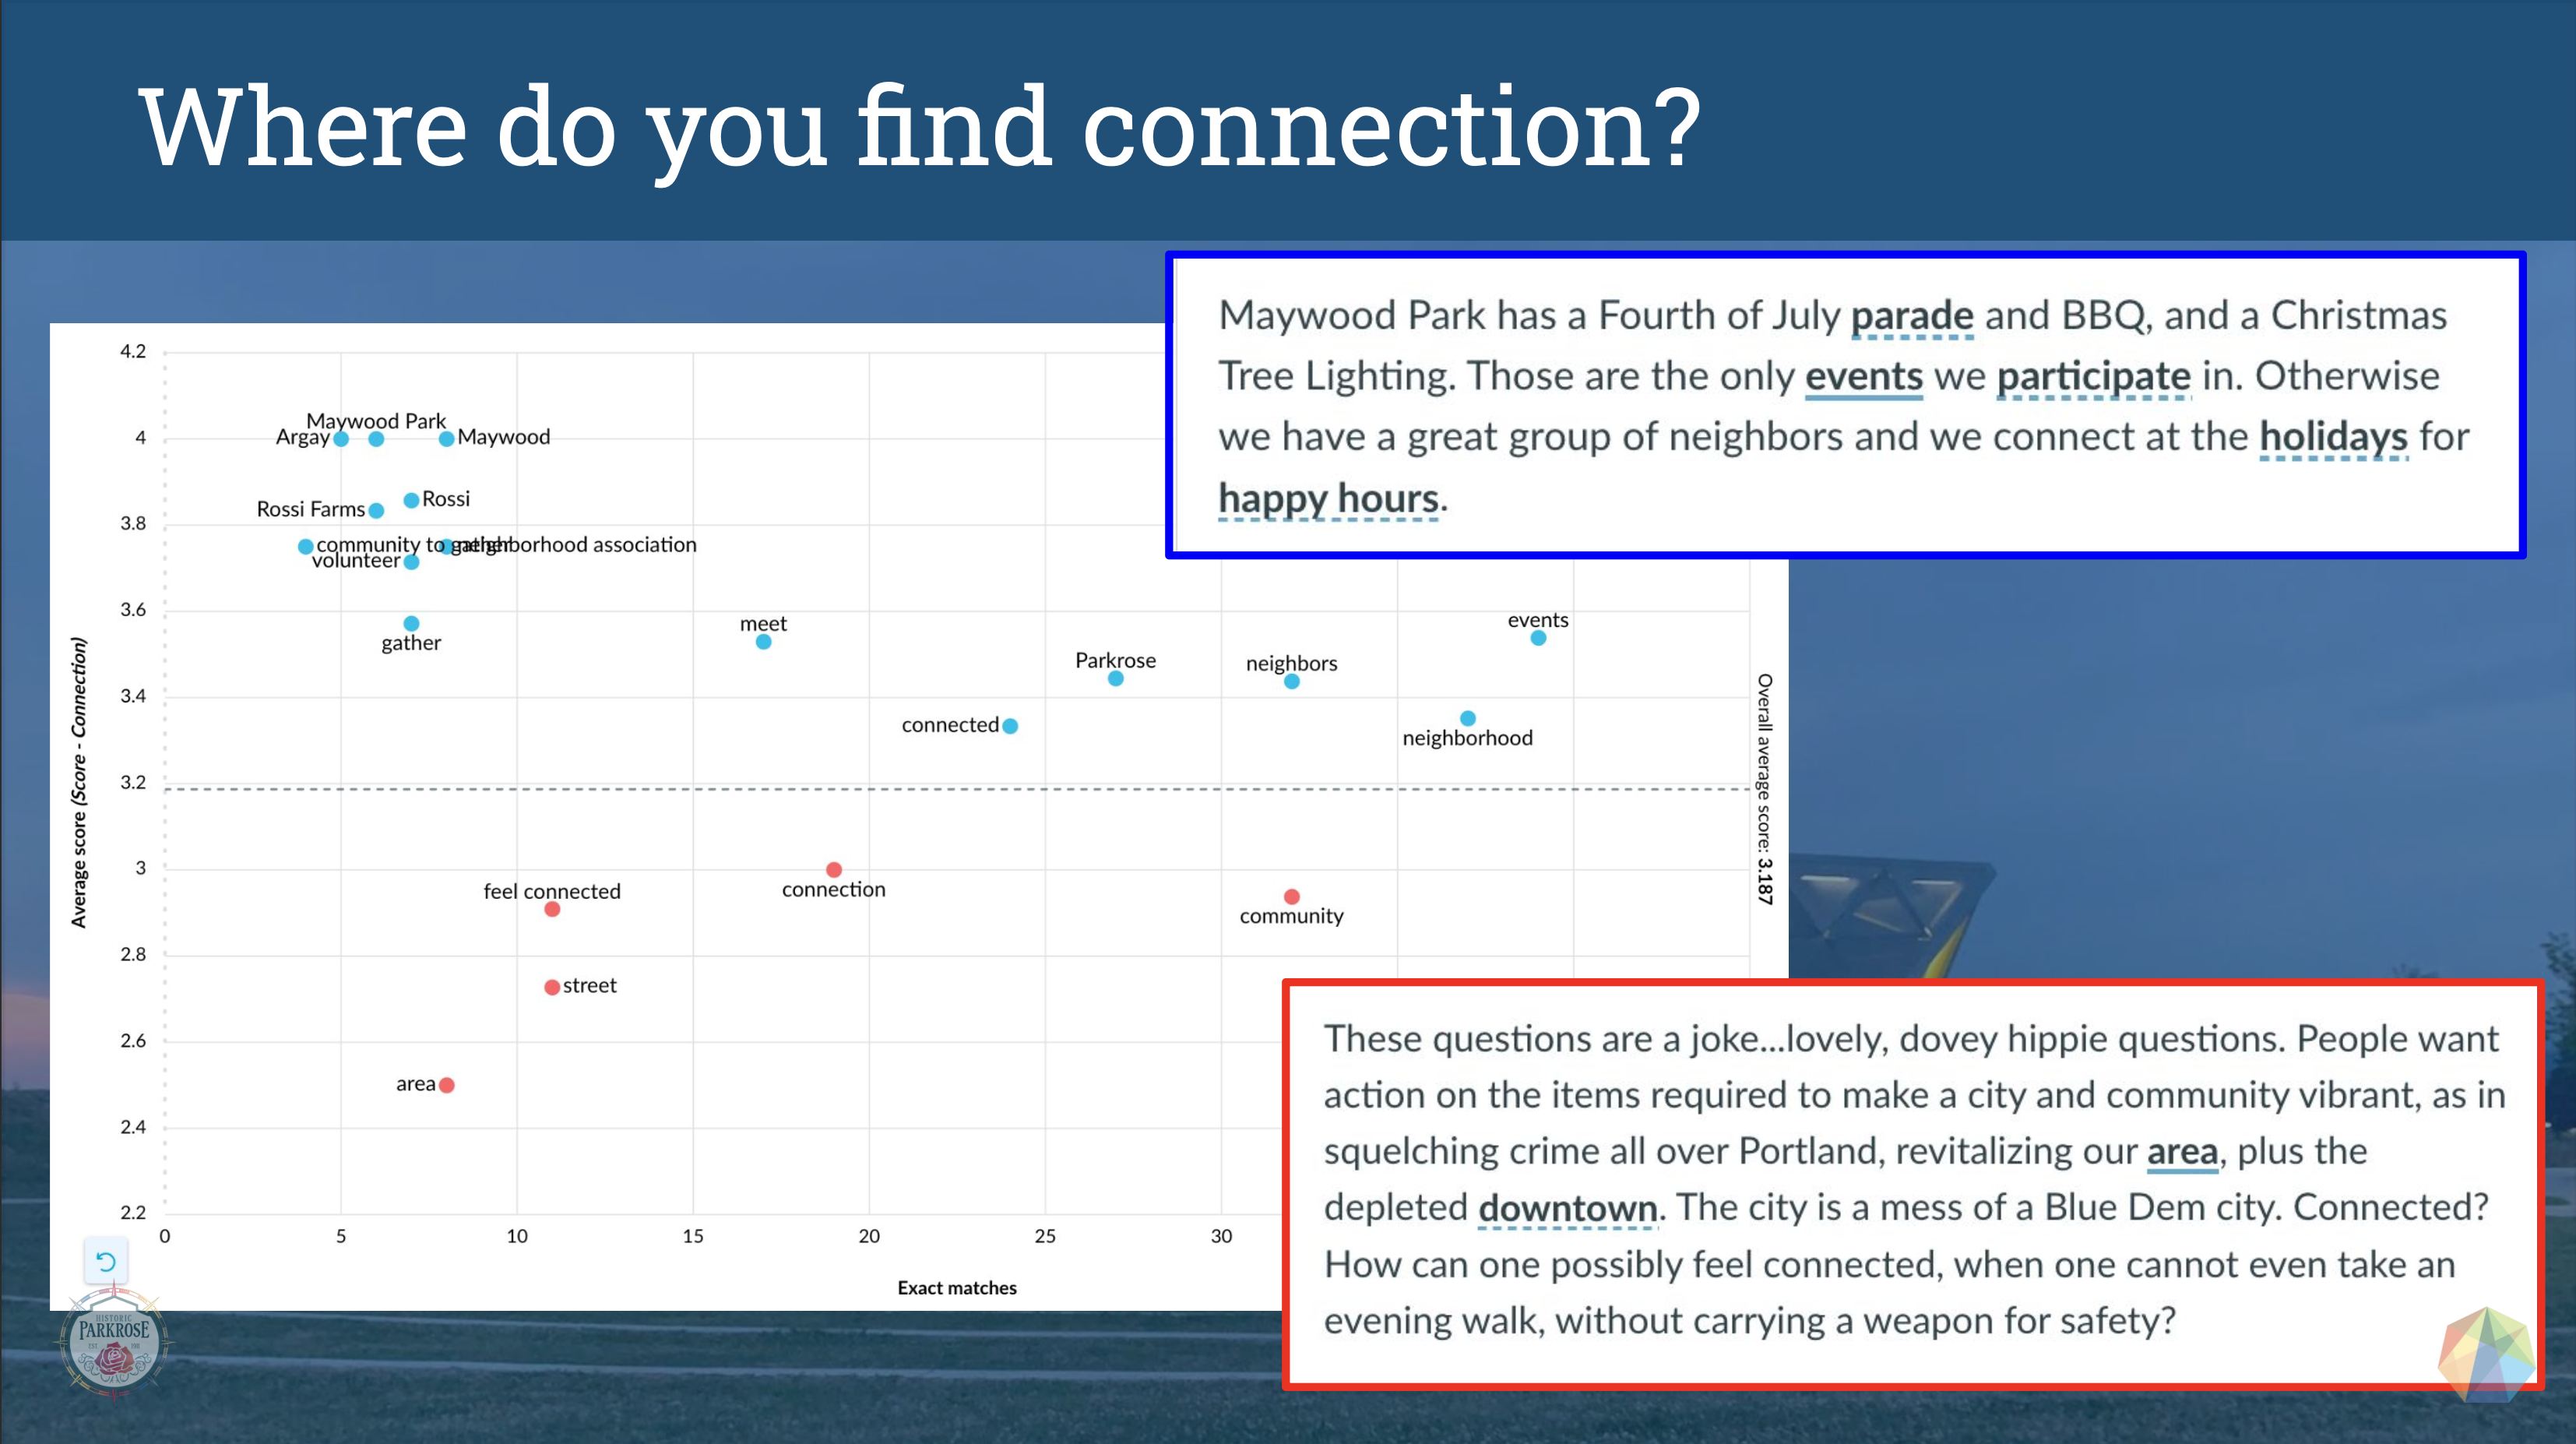 Where do you find connection?
Maywood Park has a Fourth of July parade and BBQ, and a Christmas
Tree Lighting. Those are the only events we participate in. Otherwise
we have a great group of neighbors and we connect at the holidays for
happy hours.
4.2
4
3.8
3.6
3.4
3.2
3
2.8
2.6
2.4
2.2
Average score (Score - Connection)
Maywood Park
Argay
Maywood
Rossi
Rossi Farms
community to gather
neighborhood association
volunteer
gather
meet
events
Parkrose
neighbors
connected
neighborhood
Overall average score: 3.187
connection
feel connected
community
street
area
0
5
10
15
20
25
30
Exact matches
These questions are a joke...lovely, dovey hippie questions. People want
action on the items required to make a city and community vibrant, as in
squelching crime all over Portland, revitalizing our area, plus the
depleted downtown. The city is a mess of a Blue Dem city. Connected?
How can one possibly feel connected, when one cannot even take an
evening walk, without carrying a weapon for safety?
HISTORIC
PARKROSE